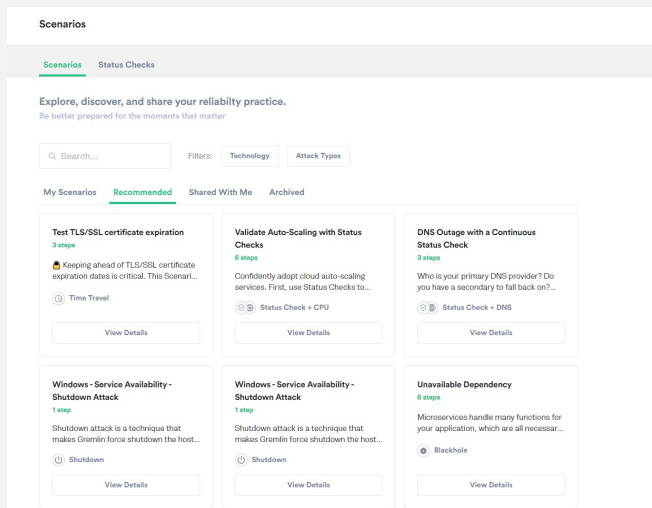 Scenarios
Scenarios
Status Checks
Explore, discover, and share your reliabilty practice.
Be better prepared for the moments that matter
Search...
Filters:
Technology
Attack Types
My Scenarios
Recommended
Shared With Me
Archived
Test TLS/SSL certificate expiration
3 steps
Keeping ahead of TLS/SSL certificate
expiration dates is critical. This Scenari...
Time Travel
View Details
Validate Auto-Scaling with Status
Checks
6 steps
Confidently adopt cloud auto-scaling
services. First, use Status Checks to...
Status Check + CPU
View Details
DNS Outage with a Continuous
Status Check
3 steps
Who is your primary DNS provider? Do
you have a secondary to fall back on?...
Status Check + DNS
View Details
Windows - Service Availability -
Shutdown Attack
1 step
Shutdown attack is a technique that
makes Gremlin force shutdown the host...
Shutdown
View Details
Windows - Service Availability -
Shutdown Attack
1 step
Shutdown attack is a technique that
makes Gremlin force shutdown the host...
Shutdown
View Details
Unavailable Dependency
6 steps
Microservices handle many functions for
your application, which are all necessar...
Blackhole
View Details